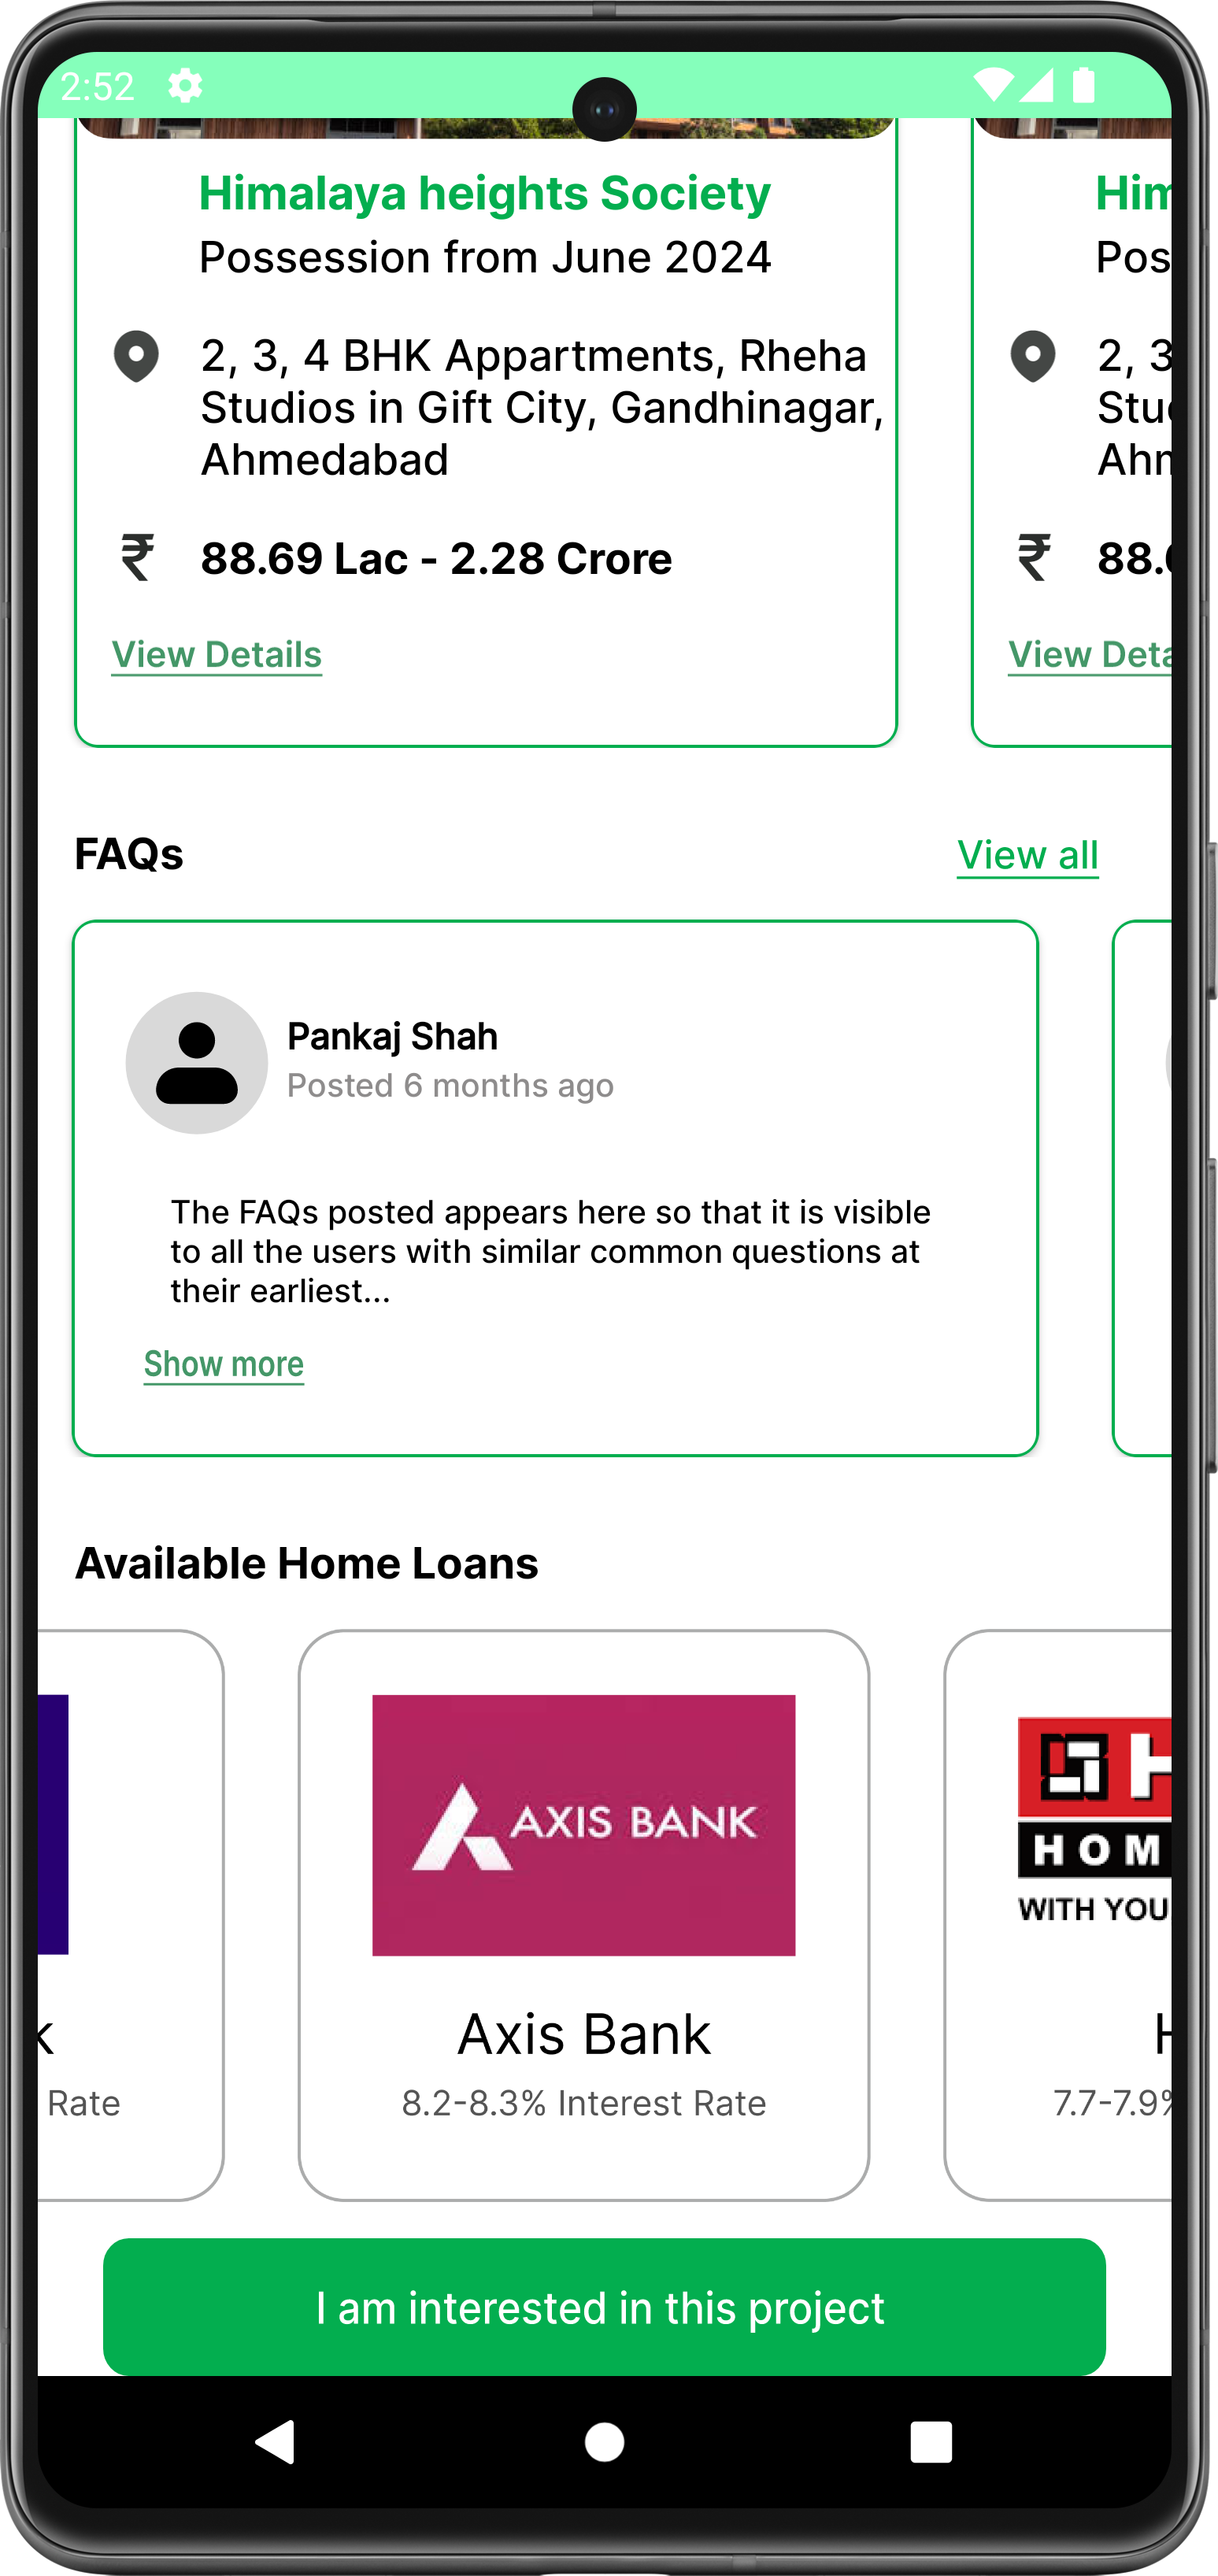 2:52
Himalaya heights Society
Possession from June 2024
2, 3, 4 BHK Appartments, Rheha
Studios in Gift City, Gandhinagar,
Ahmedabad
₹ 88.69 Lac - 2.28 Crore
View Details
Him
Pos
2, 3
Stu
Ahm
₹ 88.
View Deta
FAQs
View all
Pankaj Shah
Posted 6 months ago
The FAQs posted appears here so that it is visible
to all the users with similar common questions at
their earliest...
Show more
Available Home Loans
k
Rate
AXIS BANK
Axis Bank
8.2-8.3% Interest Rate
H
HOM
WITH YOU
H
7.7-7.9%
I am interested in this project